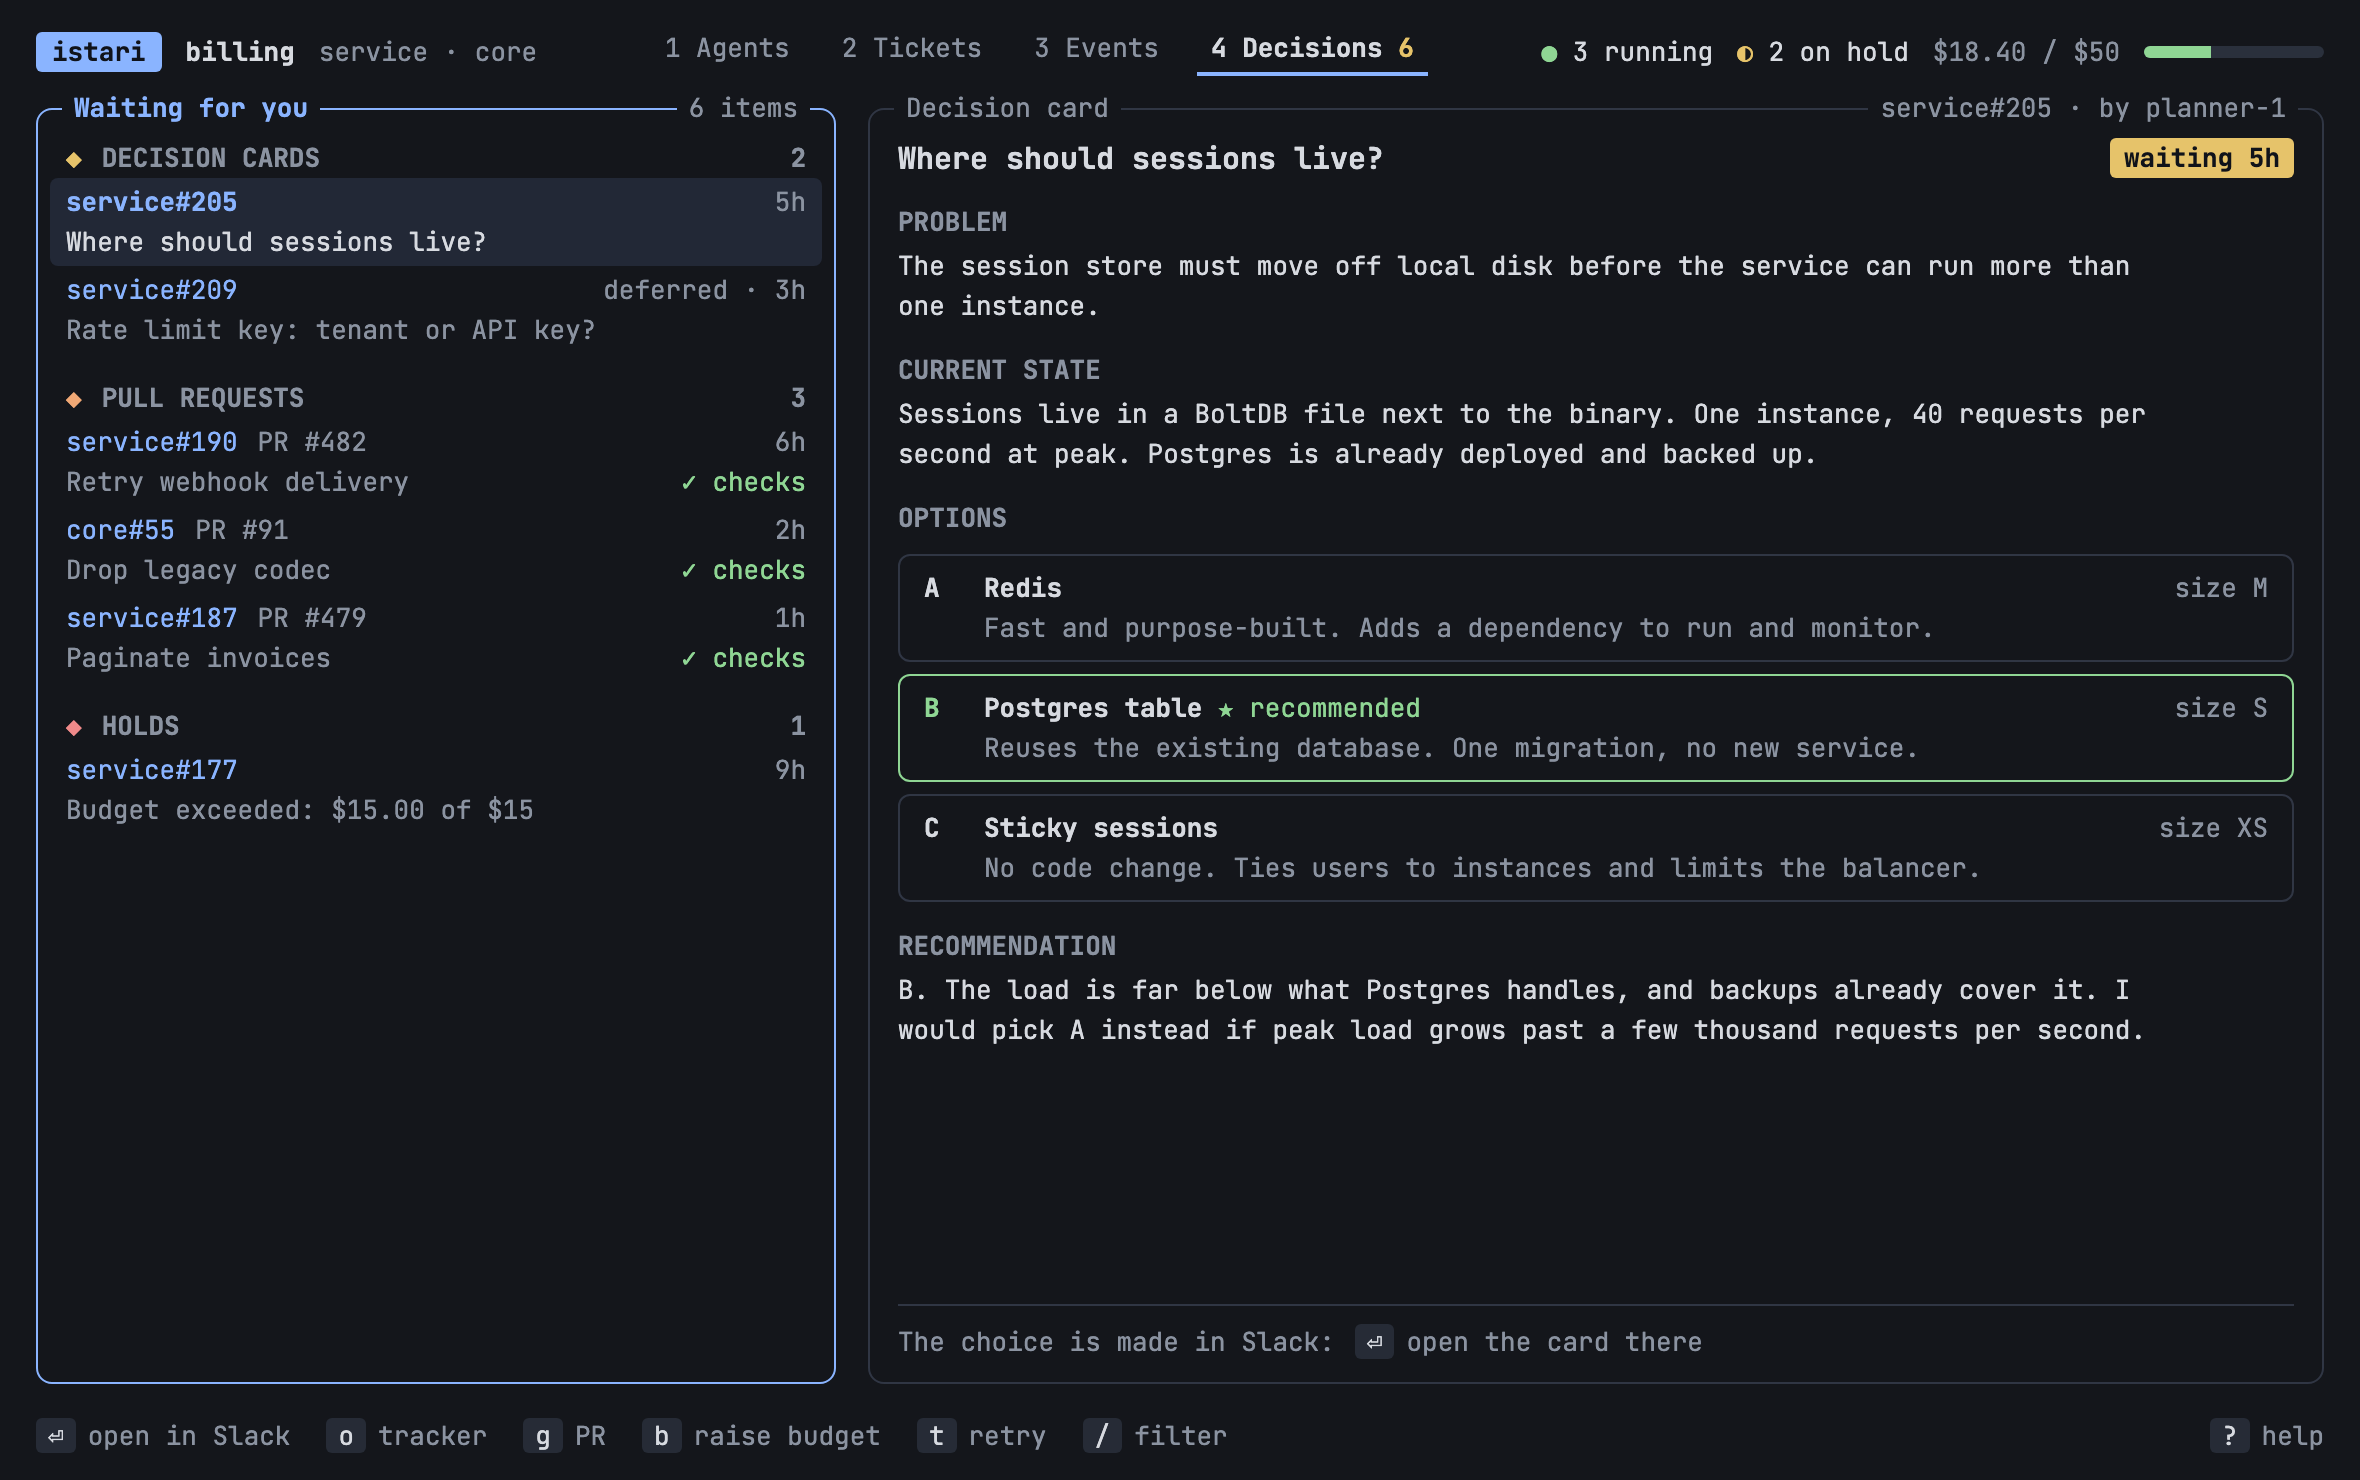 istari billing service · core 1 Agents 2 Tickets 3 Events 4 Decisions 6 ● 3 running ◐ 2 on hold $18.40 / $50
Waiting for you 6 items
◆ DECISION CARDS 2
service#205 5h
Where should sessions live?
service#209 deferred · 3h
Rate limit key: tenant or API key?
◆ PULL REQUESTS 3
service#190 PR #482 6h
Retry webhook delivery ✓ checks
core#55 PR #91 2h
Drop legacy codec ✓ checks
service#187 PR #479 1h
Paginate invoices ✓ checks
◆ HOLDS 1
service#177 9h
Budget exceeded: $15.00 of $15
Decision card service#205 · by planner-1
Where should sessions live? waiting 5h
PROBLEM
The session store must move off local disk before the service can run more than
one instance.
CURRENT STATE
Sessions live in a BoltDB file next to the binary. One instance, 40 requests per
second at peak. Postgres is already deployed and backed up.
OPTIONS
A Redis size M
Fast and purpose-built. Adds a dependency to run and monitor.
B Postgres table ★ recommended size S
Reuses the existing database. One migration, no new service.
C Sticky sessions size XS
No code change. Ties users to instances and limits the balancer.
RECOMMENDATION
B. The load is far below what Postgres handles, and backups already cover it. I
would pick A instead if peak load grows past a few thousand requests per second.
The choice is made in Slack: ⏎ open the card there
⏎ open in Slack o tracker g PR b raise budget t retry / filter ? help